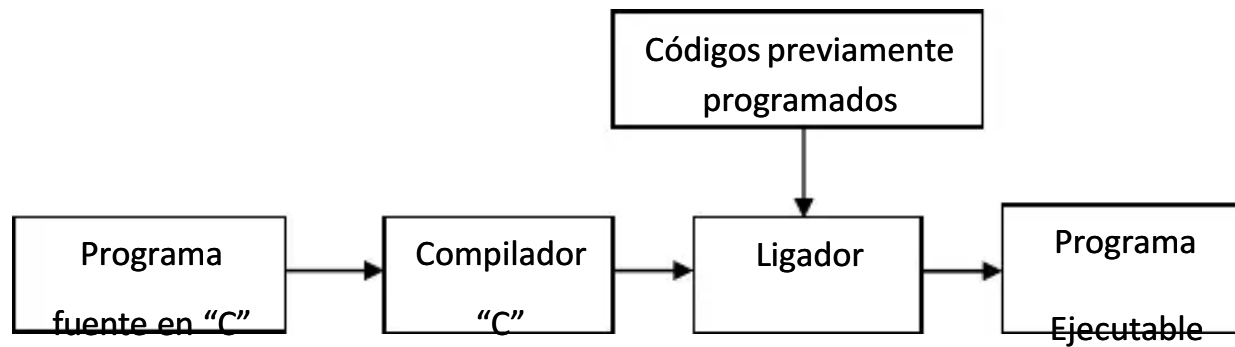 Códigos previamente
programados
Programa
fuente en “C”
Compilador
“C”
Ligador
Programa
Ejecutable